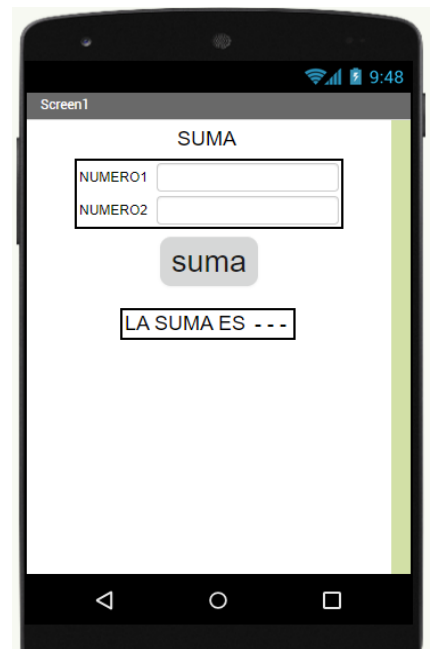 9:48
Screen1
SUMA
NUMERO1
NUMERO2
suma
LA SUMA ES ---